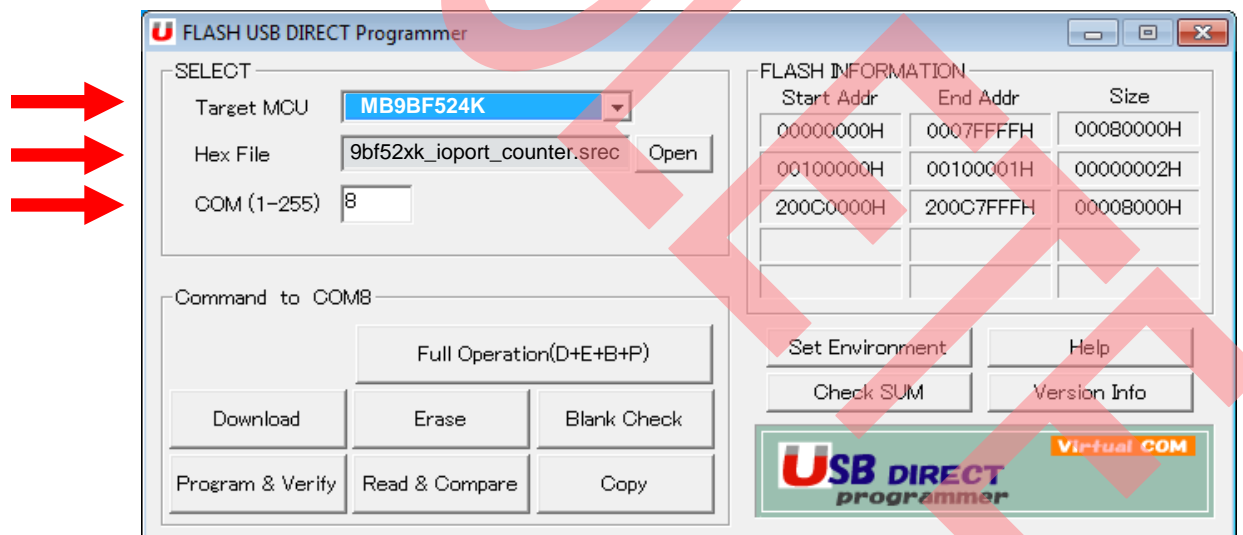 FLASH USB DIRECT Programmer
SELECT
Target MCU MB9BF524K
Hex File 9bf52xk_ioport_counter.srec Open
COM (1-255) 8
FLASH INFORMATION
Start Addr End Addr Size
00000000H 0007FFFFH 00080000H
00100000H 00100001H 00000002H
200C0000H 200C7FFFH 00008000H
Command to COM8
Full Operation(D+E+B+P)
Download Erase Blank Check
Program & Verify Read & Compare Copy
Set Environment Help
Check SUM Version Info
Virtual COM
USB DIRECT
programmer